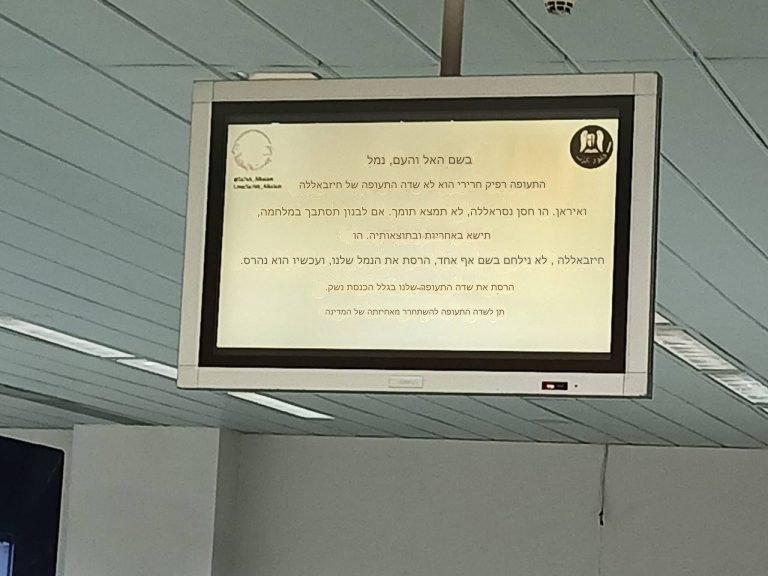 בשם האל והעם, נמל
התעופה רפיק חרירי הוא לא שדה התעופה של חיזבאללה
ואיראן. הו חסן נסראללה, לא תמצא תומך. אם לבנון תסתבך במלחמה,
תישא באחריות ובתוצאותיה. הו
חיזבאללה , לא נילחם בשם אף אחד, הרסת את הנמל שלנו, ועכשיו הוא נהרס.
הרסת את שדה התעופה שלנו בגלל הכנסת נשק.
תן לשדה התעופה להשתחרר מאחיזתה של המדינה